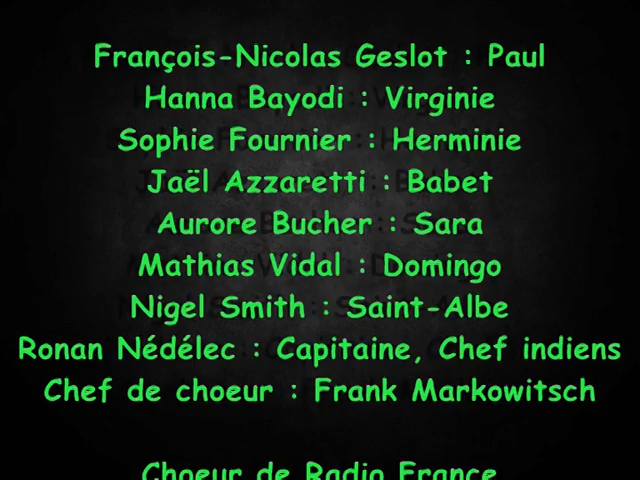 François-Nicolas Geslot : Paul
Hanna Bayodi : Virginie
Sophie Fournier : Herminie
Jaël Azzaretti : Babet
Aurore Bucher : Sara
Mathias Vidal : Domingo
Nigel Smith : Saint-Albe
Ronan Nédélec : Capitaine, Chef indiens
Chef de choeur : Frank Markowitsch
Choeur de Radio France